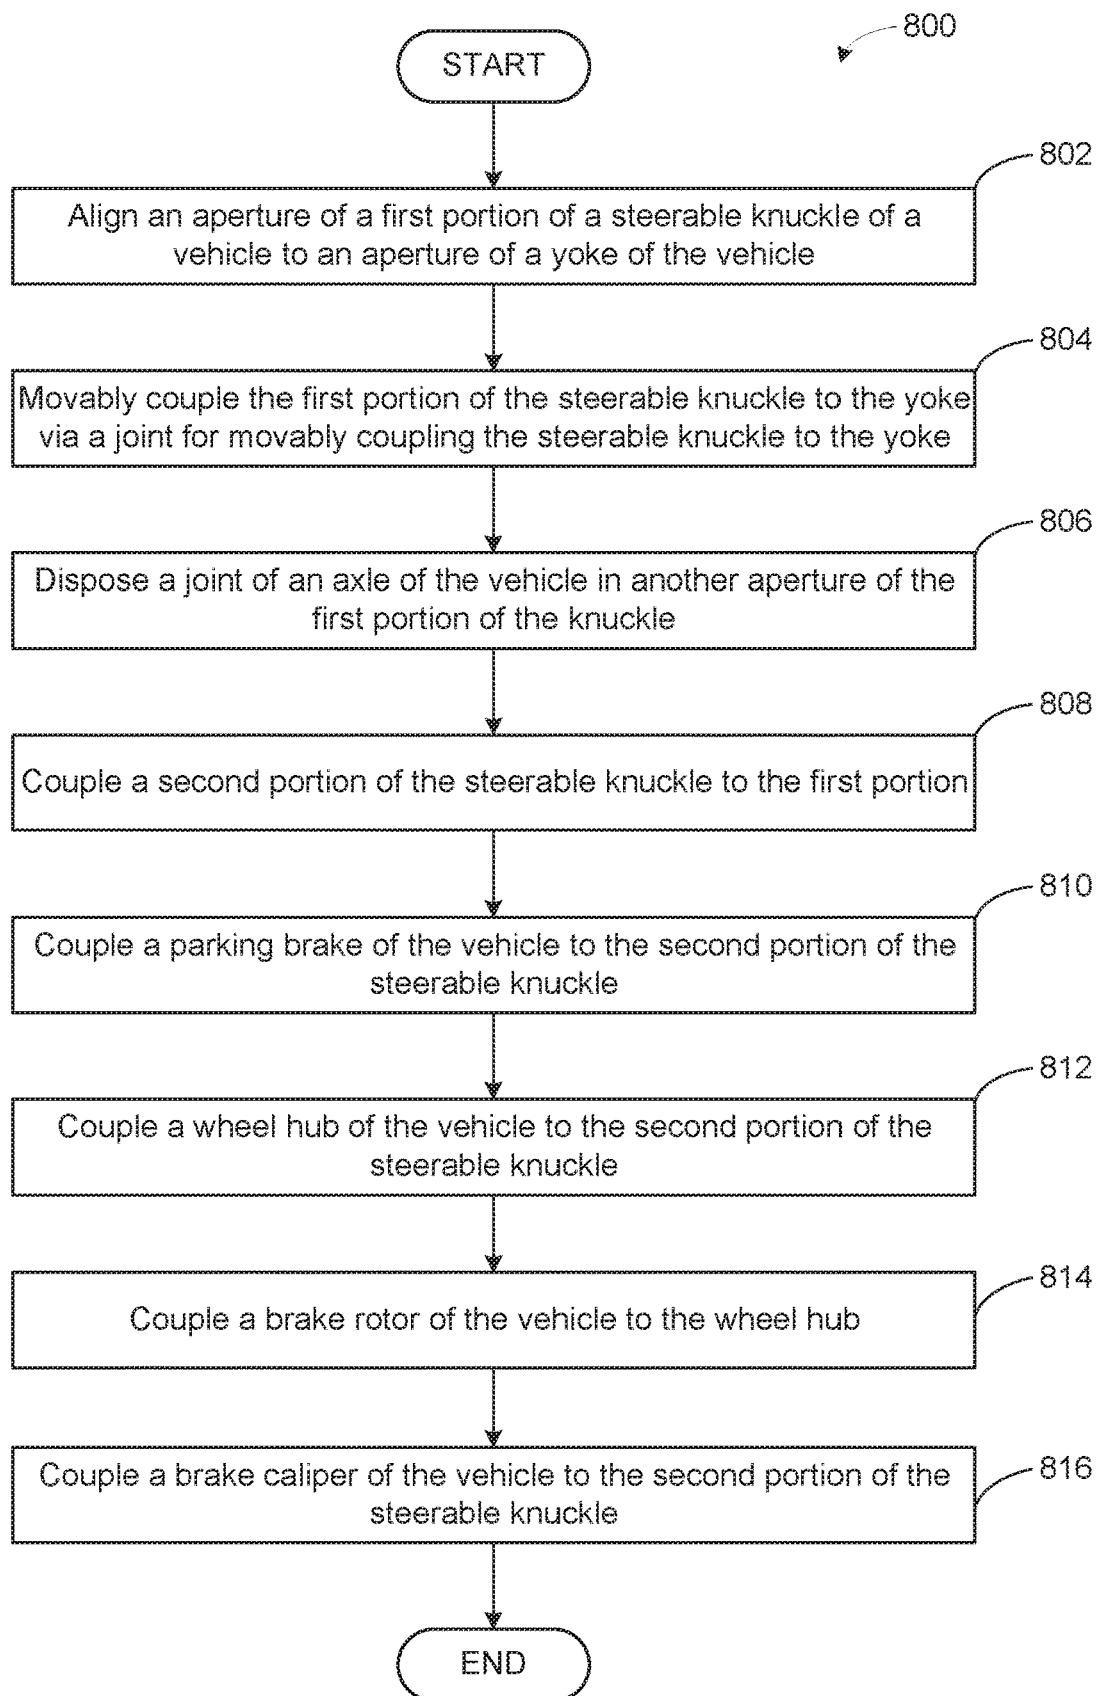 800
START
802
Align an aperture of a first portion of a steerable knuckle of a
vehicle to an aperture of a yoke of the vehicle
804
Movably couple the first portion of the steerable knuckle to the yoke
via a joint for movably coupling the steerable knuckle to the yoke
806
Dispose a joint of an axle of the vehicle in another aperture of the
first portion of the knuckle
808
Couple a second portion of the steerable knuckle to the first portion
810
Couple a parking brake of the vehicle to the second portion of the
steerable knuckle
812
Couple a wheel hub of the vehicle to the second portion of the
steerable knuckle
814
Couple a brake rotor of the vehicle to the wheel hub
816
Couple a brake caliper of the vehicle to the second portion of the
steerable knuckle
END